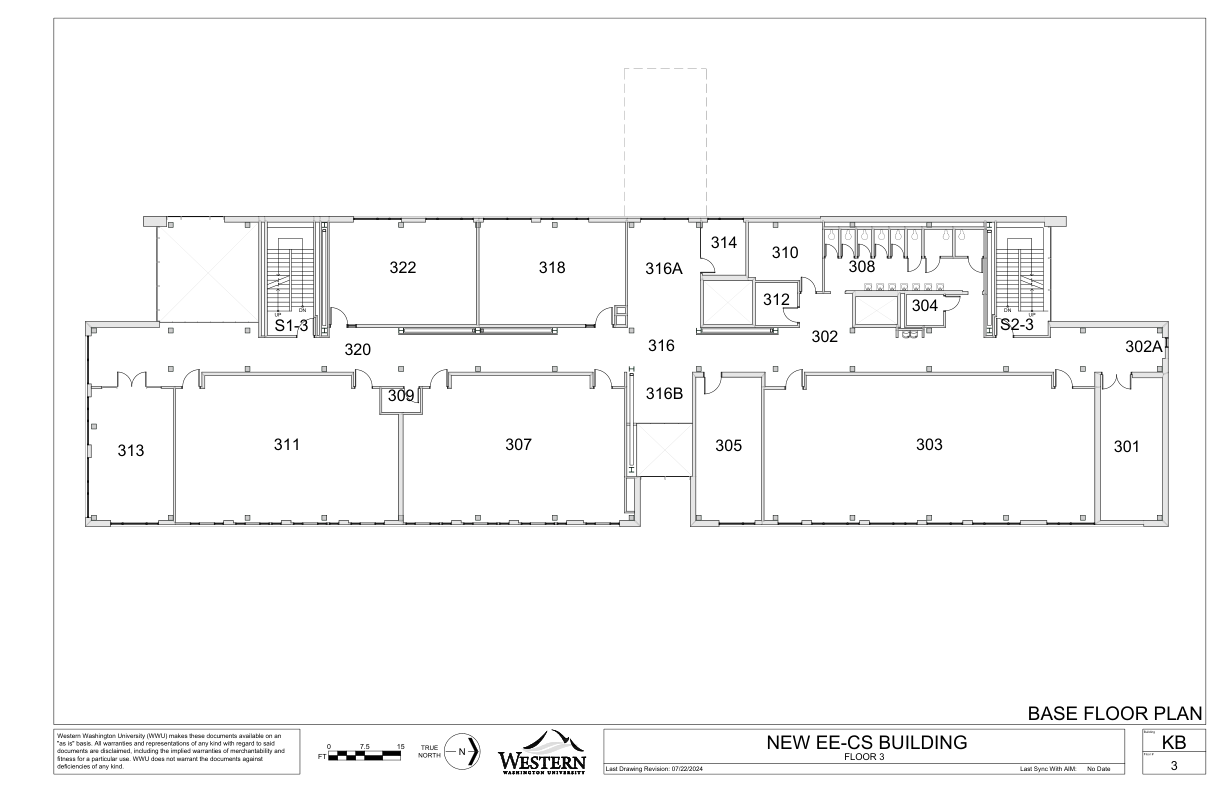 314
310
322
318
316A
308
312
304
UP
DN
DN
UP
S1-3
S2-3
302
320
316
302A
309
316B
313
311
307
305
303
301
BASE FLOOR PLAN
Western Washington University (WWU) makes these documents available on an
"as is" basis. All warranties and representations of any kind with regard to said
documents are disclaimed, including the implied warranties of merchantability and
fitness for a particular use. WWU does not warrant the documents against
deficiencies of any kind.
0 7.5 15
FT
TRUE
NORTH
N
WESTERN
WASHINGTON UNIVERSITY
NEW EE-CS BUILDING
FLOOR 3
Last Drawing Revision: 07/22/2024
Last Sync With AIM: No Date
Building
KB
3